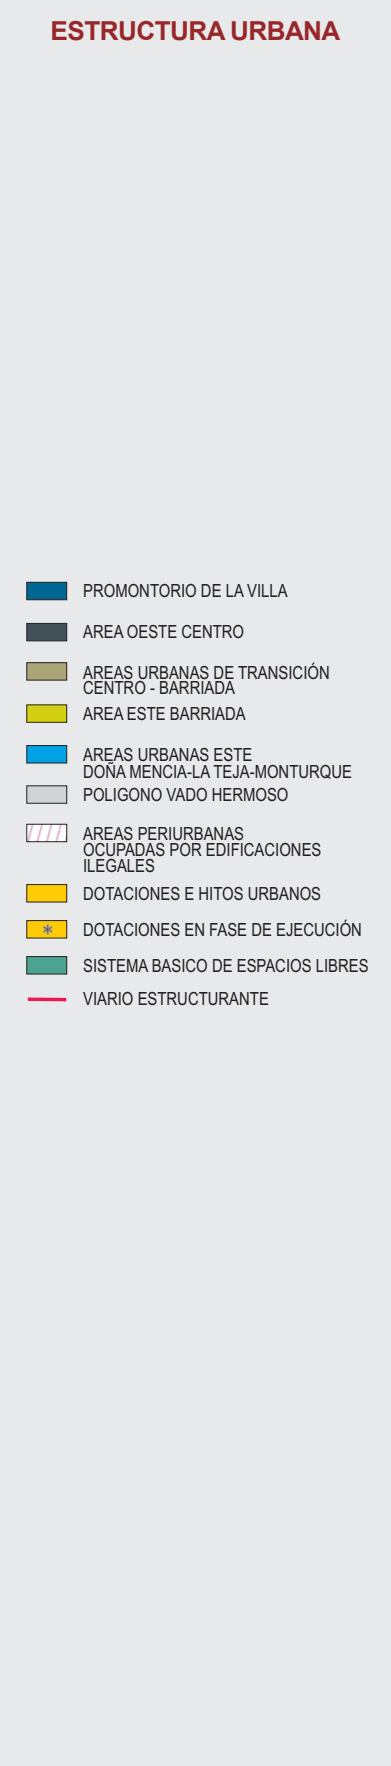 ESTRUCTURA URBANA
PROMONTORIO DE LA VILLA
AREA OESTE CENTRO
AREAS URBANAS DE TRANSICIÓN
CENTRO - BARRIADA
AREA ESTE BARRIADA
AREAS URBANAS ESTE
DOÑA MENCIA-LA TEJA-MONTURQUE
POLIGONO VADO HERMOSO
AREAS PERIURBANAS
OCUPADAS POR EDIFICACIONES
ILEGALES
DOTACIONES E HITOS URBANOS
DOTACIONES EN FASE DE EJECUCIÓN
SISTEMA BASICO DE ESPACIOS LIBRES
VIARIO ESTRUCTURANTE